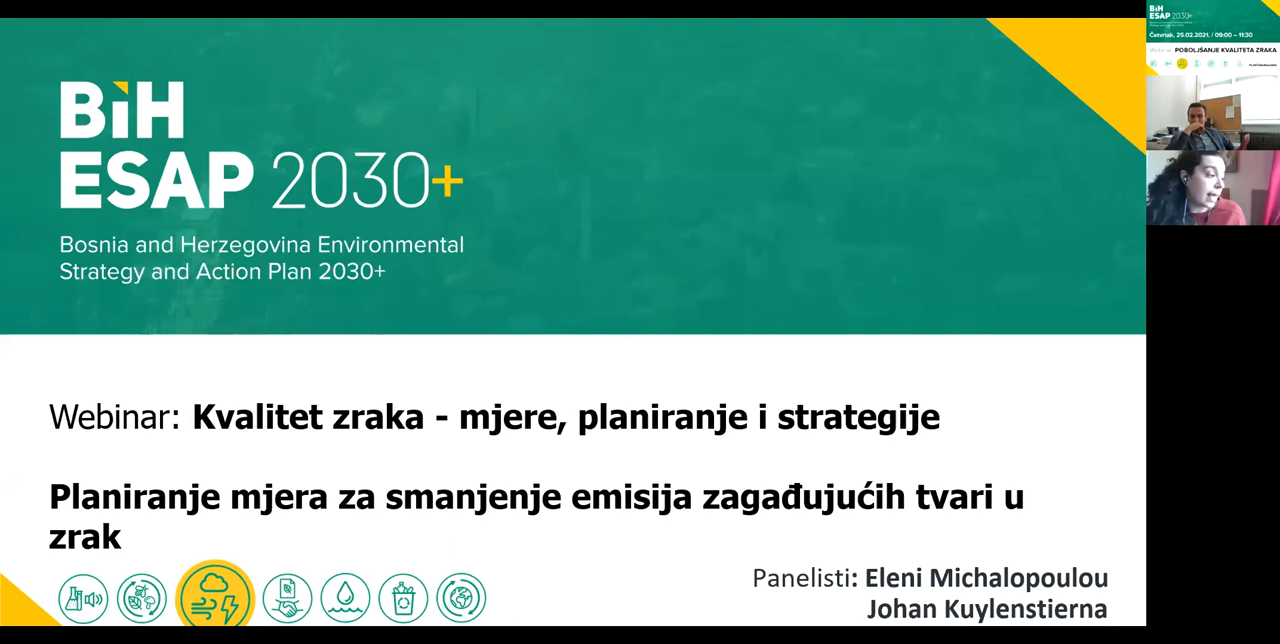 BiH
ESAP 2030+
Bosnia and Herzegovina Environmental
Strategy and Action Plan 2030+
Webinar: Kvalitet zraka - mjere, planiranje i strategije
Planiranje mjera za smanjenje emisija zagađujućih tvari u
zrak
Panelisti: Eleni Michalopoulou
Johan Kuylenstierna
BiH
ESAP 2030+
Četvrtak, 25.02.2021. / 09:00 – 11:30
Webinar: POBOLJŠANJE KVALITETA ZRAKA